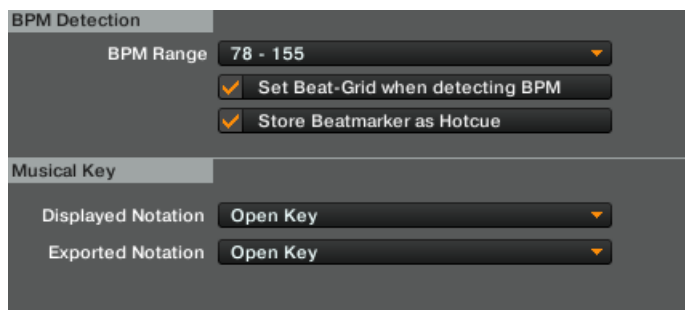 BPM Detection
BPM Range 78 - 155
Set Beat-Grid when detecting BPM
Store Beatmarker as Hotcue
Musical Key
Displayed Notation Open Key
Exported Notation Open Key